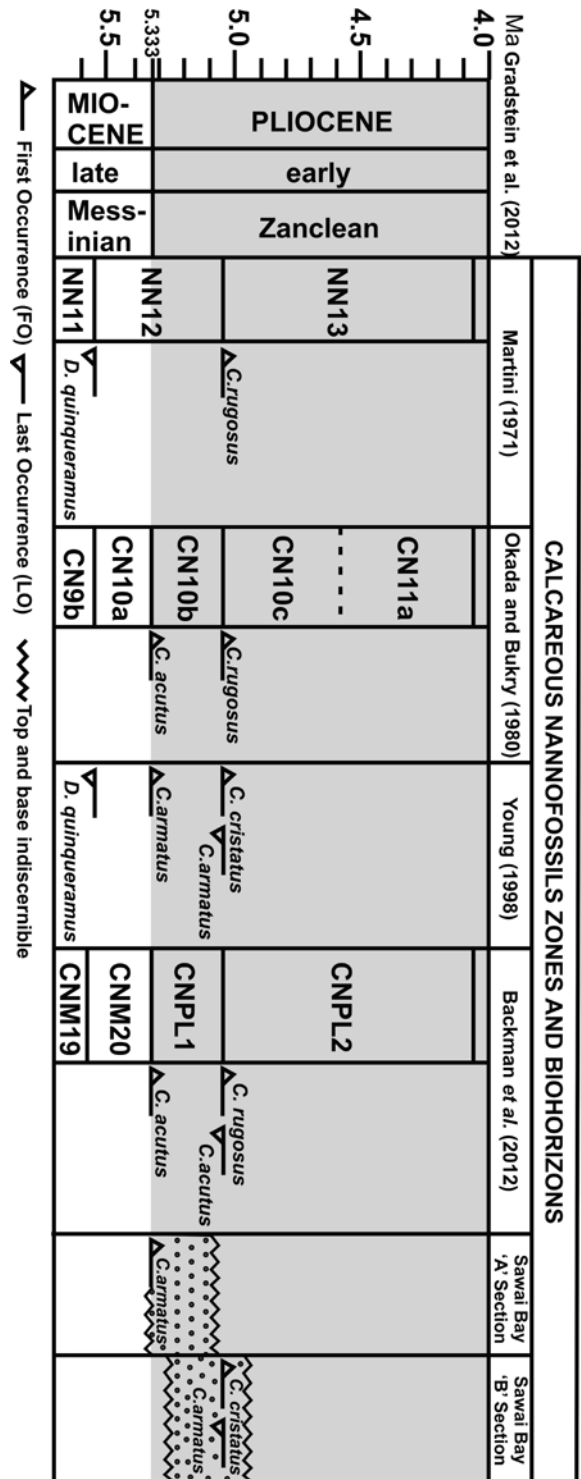 CALCAREOUS NANNOFOSSILS ZONES AND BIOHORIZONS
Ma Gradstein et al. (2012)
Martini (1971)
Okada and Bukry (1980)
Young (1998)
Backman et al. (2012)
Sawai Bay
'A' Section
Sawai Bay
'B' Section
4.0
4.5
5.0
5.333
5.5
PLIOCENE
early
Zanclean
MIO-
CENE
late
Mess-
inian
NN13
NN12
NN11
C.rugosus
D. quinqueramus
CN11a
CN10c
CN10b
CN10a
CN9b
C.rugosus
C. acutus
C. cristatus
C.armatus
C.armatus
D. quinqueramus
CNPL2
CNPL1
CNM20
CNM19
C. rugosus
C.acutus
C. acutus
C.armatus
C. cristatus
C.armatus
First Occurrence (FO)
Last Occurrence (LO)
Top and base indiscernible